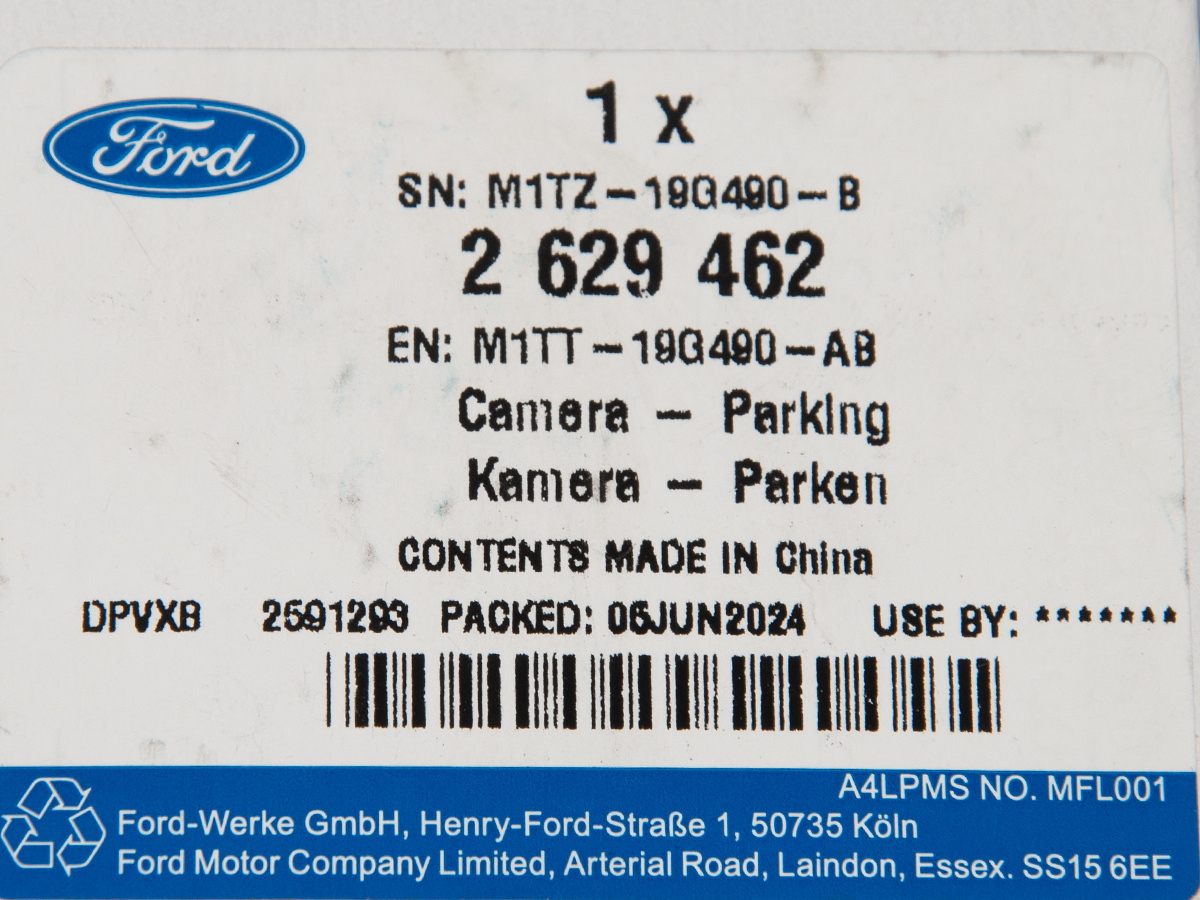 Ford
1 x
SN: M1TZ-19G490-B
2 629 462
EN: M1TT-19G490-AB
Camera - Parking
Kamera - Parken
CONTENTS MADE IN China
DPVXB 2591293 PACKED: 05JUN2024 USE BY: *******
A4LPMS NO. MFL001
Ford-Werke GmbH, Henry-Ford-Straße 1, 50735 Köln
Ford Motor Company Limited, Arterial Road, Laindon, Essex. SS15 6EE